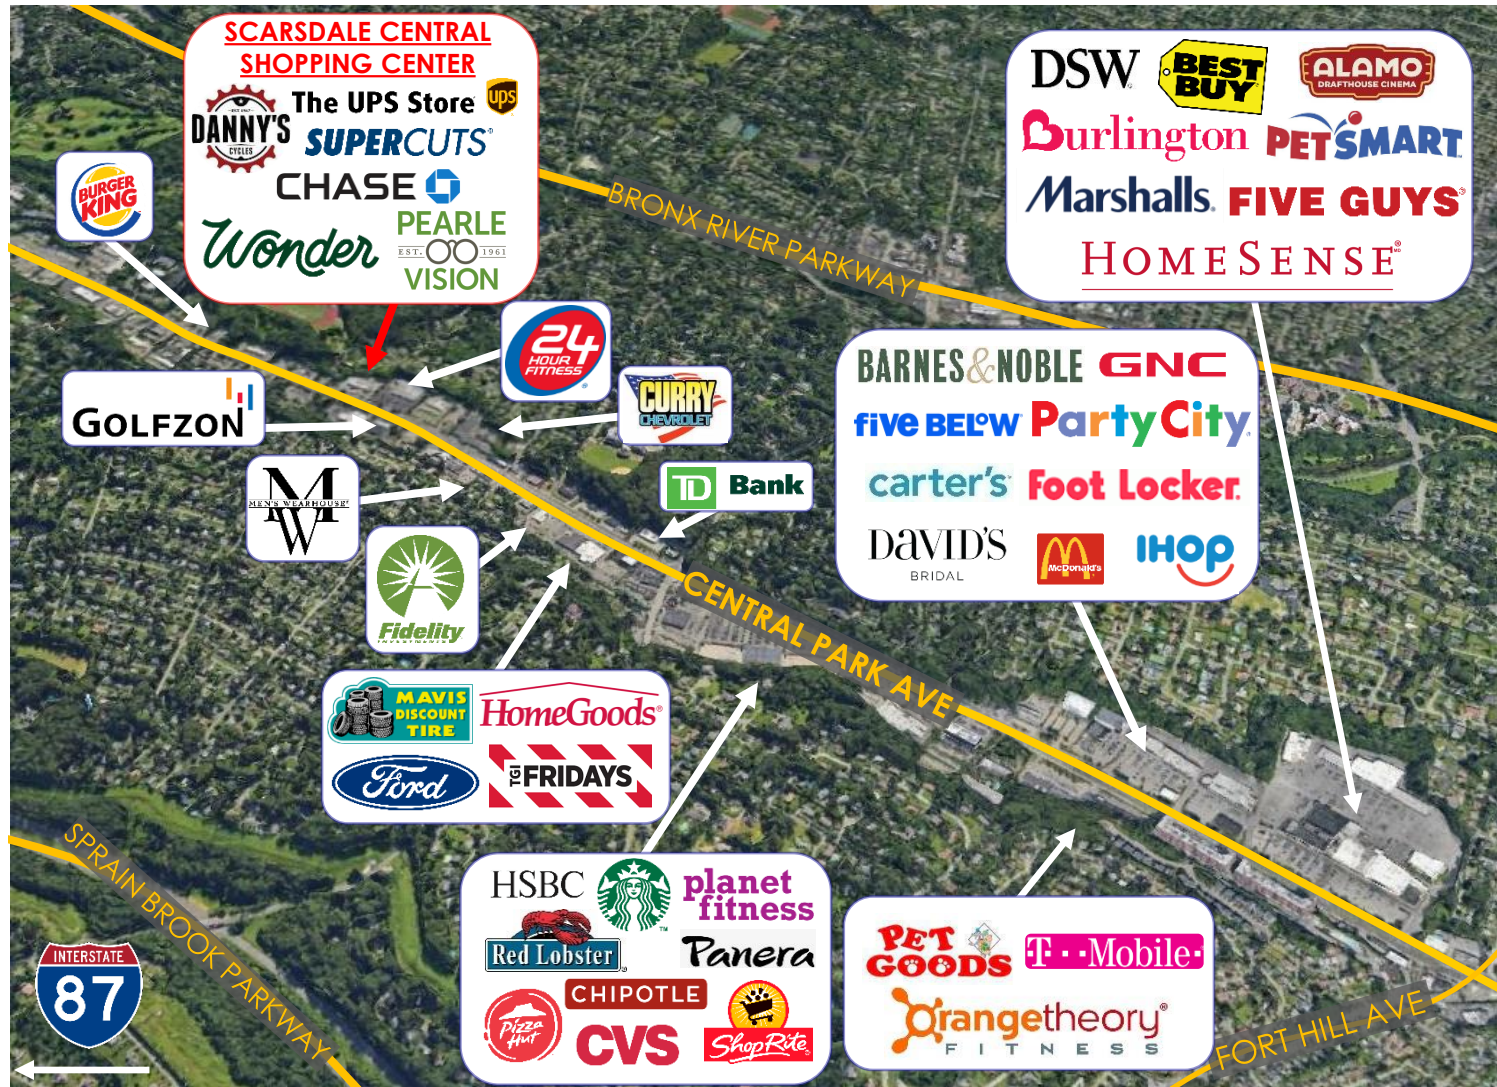 SCARSDALE CENTRAL
SHOPPING CENTER
DANNY'S
CYCLES
The UPS Store
ups
SUPERCUTS
CHASE
Wonder
PEARLE
EST. 1961
VISION
BURGER
KING
DSW
BEST
BUY
ALAMO
DRAFTHOUSE CINEMA
Burlington
PETSMART
Marshalls.
FIVE GUYS
HOMESENSE
BRONX RIVER PARKWAY
24
HOUR
FITNESS
CURRY
CHEVROLET
GOLFZON
MEN'S WEARHOUSE
M
W
TD Bank
Fidelity
INVESTMENTS
BARNES & NOBLE
GNC
five BELOW
Party City
carter's
Foot Locker.
DAVID'S
BRIDAL
McDonald's
IHOP
CENTRAL PARK AVE
MAVIS
DISCOUNT
TIRE
HomeGoods
Ford
TGI FRIDAYS
SPRAIN BROOK PARKWAY
HSBC
planet
fitness
Red Lobster
Panera
Pizza
Hut
CHIPOTLE
CVS
ShopRite
PET
GOODS
T--Mobile-
Orangetheory
FITNESS
INTERSTATE
87
FORT HILL AVE